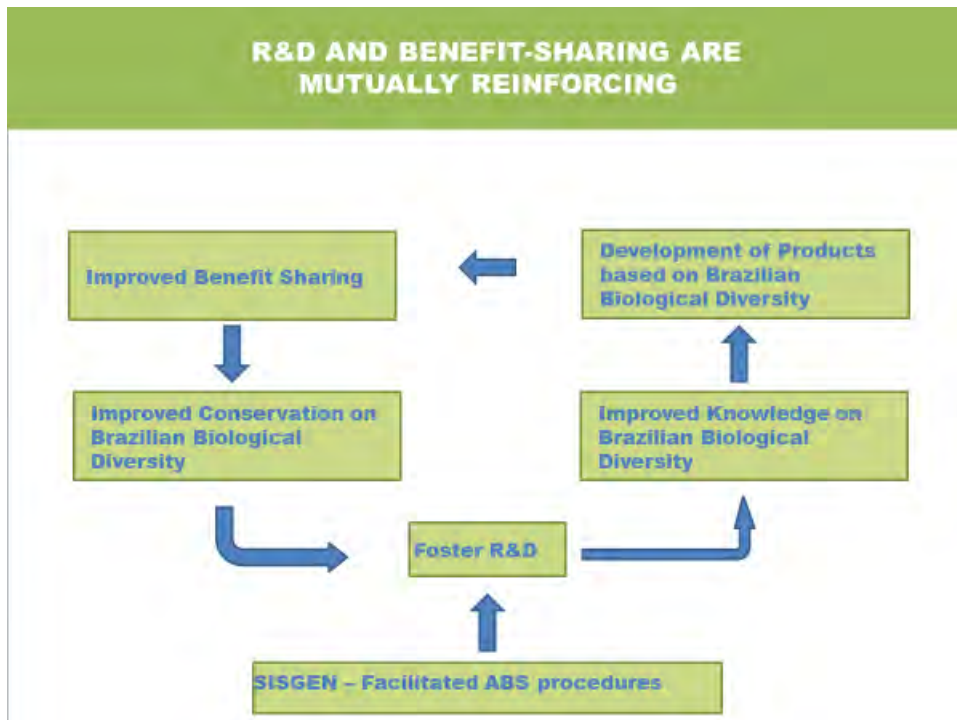 R&D AND BENEFIT-SHARING ARE
MUTUALLY REINFORCING
Improved Benefit Sharing
Development of Products
based on Brazilian
Biological Diversity
Improved Conservation on
Brazilian Biological
Diversity
Improved Knowledge on
Brazilian Biological
Diversity
Foster R&D
SISGEN – Facilitated ABS procedures